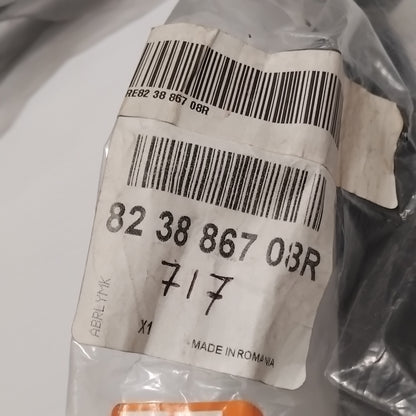 RE82 38 867 08R
82 38 867 08R
717
ABRLYMK
X1
MADE IN ROMANIA